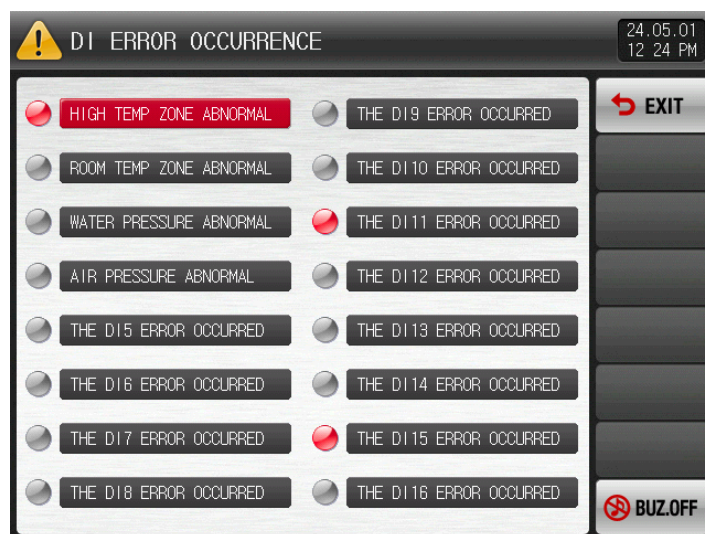 DI ERROR OCCURRENCE
24.05.01
12 24 PM
HIGH TEMP ZONE ABNORMAL
ROOM TEMP ZONE ABNORMAL
WATER PRESSURE ABNORMAL
AIR PRESSURE ABNORMAL
THE DI5 ERROR OCCURRED
THE DI6 ERROR OCCURRED
THE DI7 ERROR OCCURRED
THE DI8 ERROR OCCURRED
THE DI9 ERROR OCCURRED
THE DI10 ERROR OCCURRED
THE DI11 ERROR OCCURRED
THE DI12 ERROR OCCURRED
THE DI13 ERROR OCCURRED
THE DI14 ERROR OCCURRED
THE DI15 ERROR OCCURRED
THE DI16 ERROR OCCURRED
EXIT
BUZ.OFF